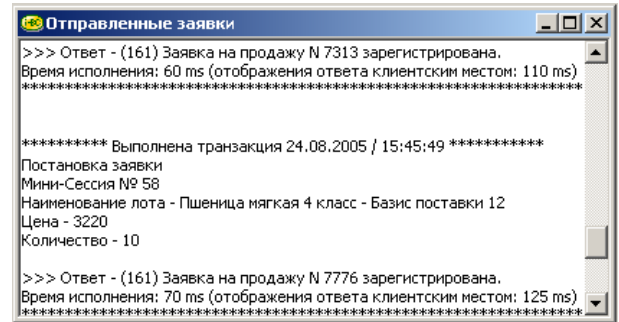 Отправленные заявки
>>> Ответ - (161) Заявка на продажу N 7313 зарегистрирована.
Время исполнения: 60 ms (отображения ответа клиентским местом: 110 ms)
******************************************************************
********** Выполнена транзакция 24.08.2005 / 15:45:49 ***********
Постановка заявки
Мини-Сессия № 58
Наименование лота - Пшеница мягкая 4 класс - Базис поставки 12
Цена - 3220
Количество - 10
>>> Ответ - (161) Заявка на продажу N 7776 зарегистрирована.
Время исполнения: 70 ms (отображения ответа клиентским местом: 125 ms)
******************************************************************